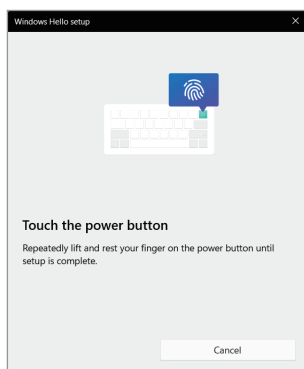 Windows Hello setup
Touch the power button
Repeatedly lift and rest your finger on the power button until
setup is complete.
Cancel